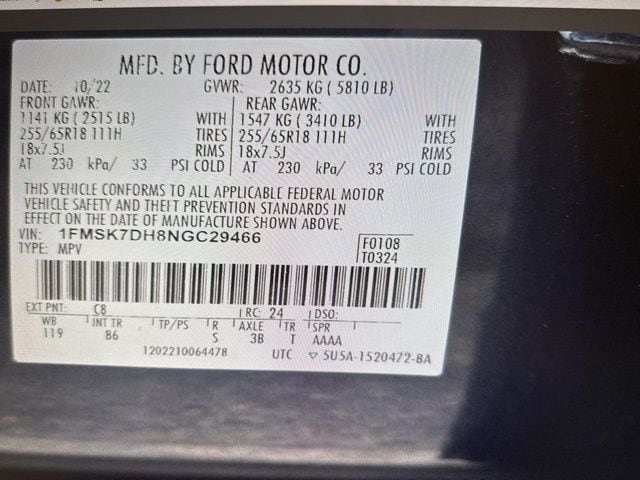 MFD. BY FORD MOTOR CO.
DATE: 10/22 GVWR: 2635 KG ( 5810 LB)
FRONT GAWR: REAR GAWR:
1141 KG ( 2515 LB) WITH 1547 KG ( 3410 LB) WITH
255/65R18 111H TIRES 255/65R18 111H TIRES
18x7.5J RIMS 18x7.5J RIMS
AT 230 kPa/ 33 PSI COLD AT 230 kPa/ 33 PSI COLD
THIS VEHICLE CONFORMS TO ALL APPLICABLE FEDERAL MOTOR
VEHICLE SAFETY AND THEFT PREVENTION STANDARDS IN
EFFECT ON THE DATE OF MANUFACTURE SHOWN ABOVE.
VIN: 1FMSK7DH8NGC29466 F0108
TYPE: MPV T0324
EXT PNT: C8 RC: 24 DSO:
WB INT TR TP/PS R AXLE TR SPR
119 86 S 3B T AAAA
1202210064478 UTC ▽ 5U5A-1520472-BA